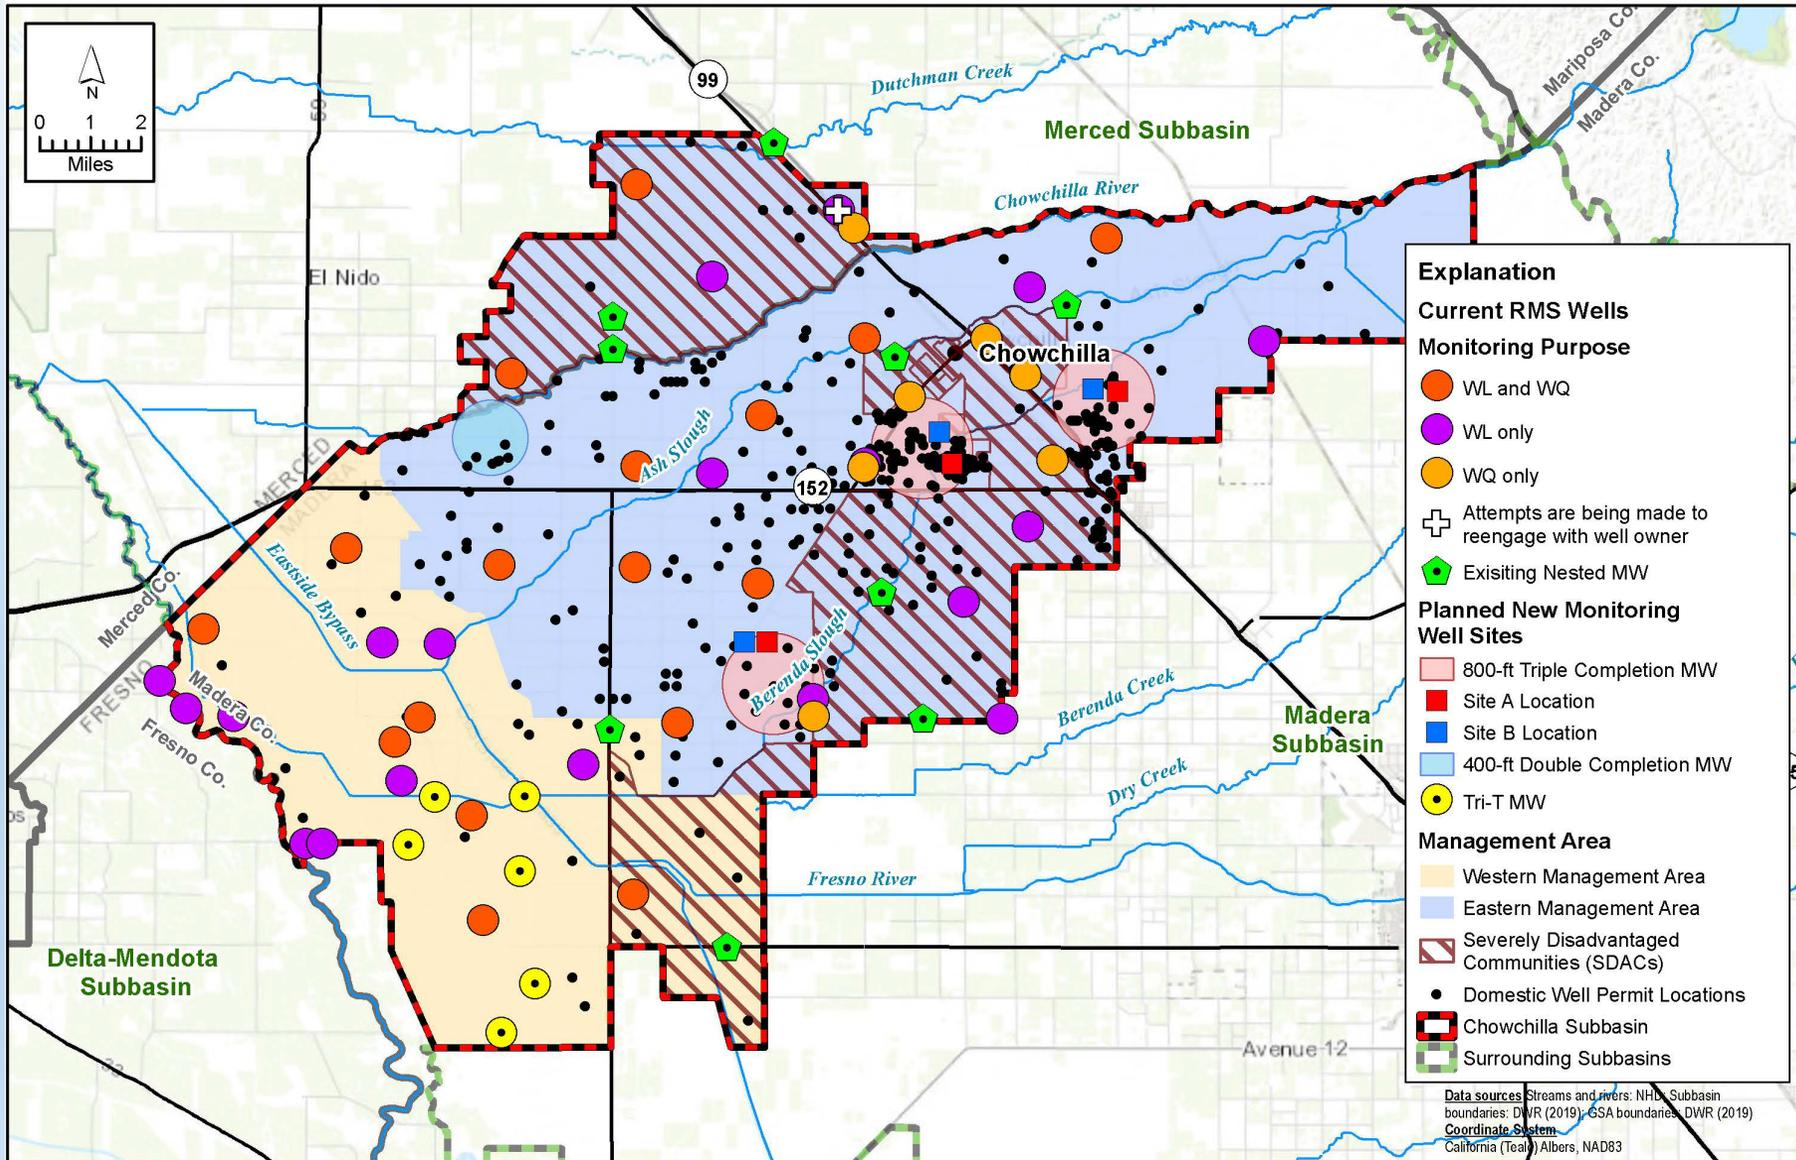 99
Dutchman Creek
Mariposa Co.
Madera Co.
N
0 1 2
Miles
59
Merced Subbasin
Chowchilla River
El Nido
Explanation
Current RMS Wells
Monitoring Purpose
WL and WQ
WL only
WQ only
Attempts are being made to
reengage with well owner
Exisiting Nested MW
Planned New Monitoring
Well Sites
800-ft Triple Completion MW
Site A Location
Site B Location
400-ft Double Completion MW
Tri-T MW
Management Area
Western Management Area
Eastern Management Area
Severely Disadvantaged
Communities (SDACs)
Domestic Well Permit Locations
Chowchilla Subbasin
Surrounding Subbasins
Chowchilla
Ash Slough
MERCED
MADERA
152
152
Eastside Bypass
Merced Co.
FRESNO
Madera Co.
Fresno Co.
Berenda Slough
Berenda Creek
Madera
Subbasin
Dry Creek
Fresno River
Delta-Mendota
Subbasin
Avenue 12
33
Data sources Streams and rivers: NHD; Subbasin
boundaries: DWR (2019); GSA boundaries: DWR (2019)
Coordinate System
California (Teale) Albers, NAD83